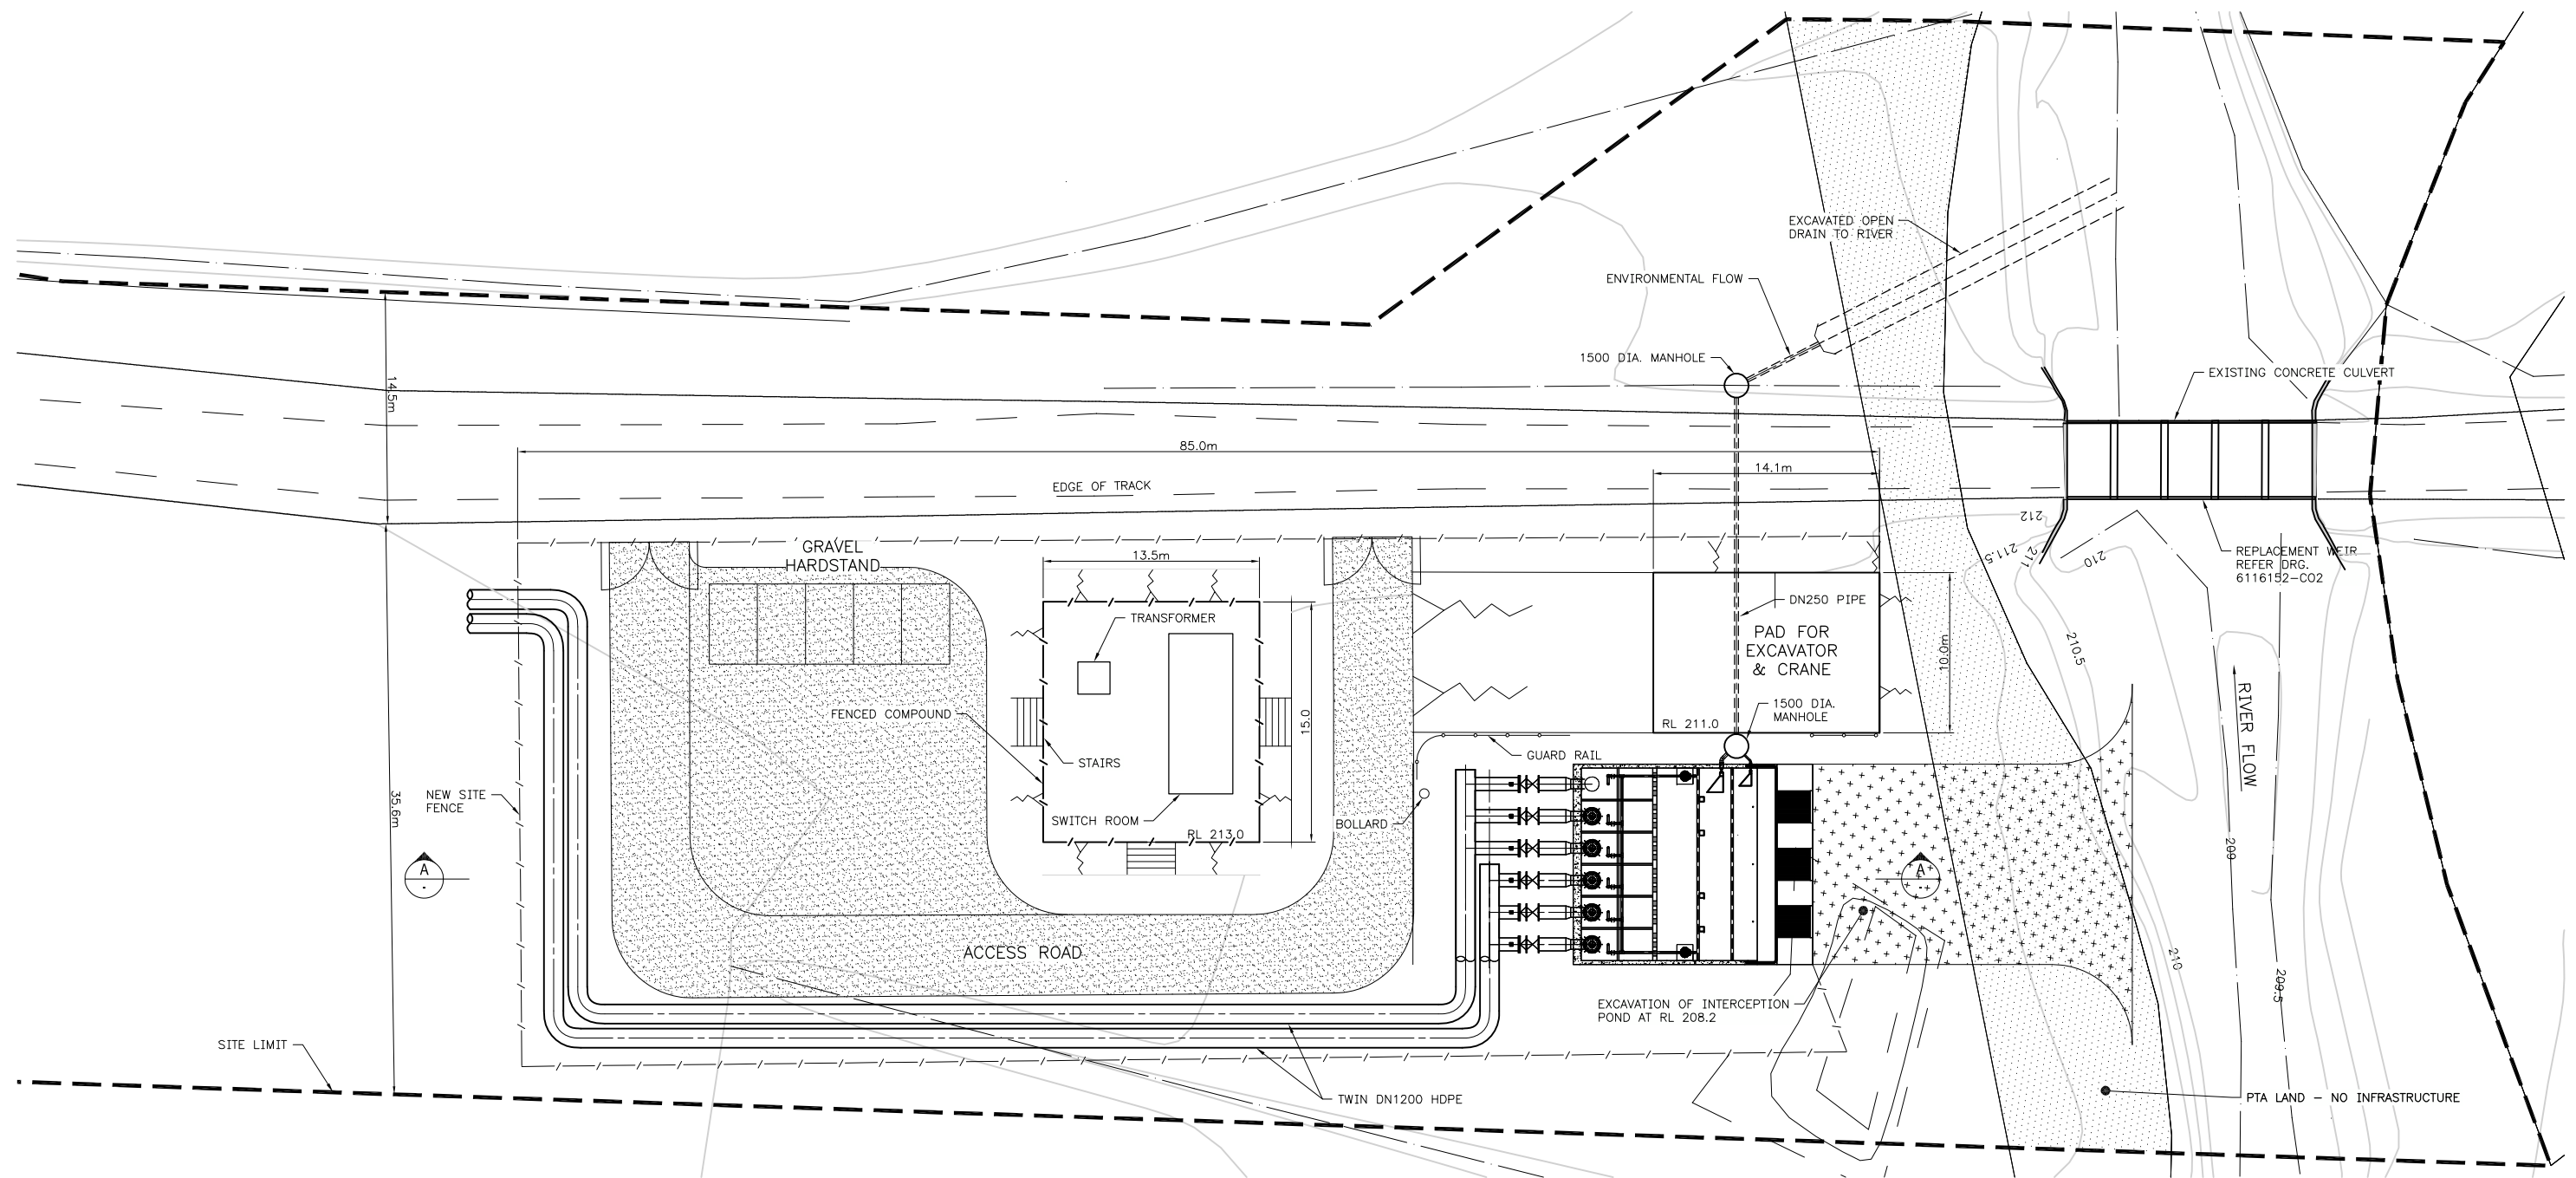 EXCAVATED OPEN
DRAIN TO RIVER
ENVIRONMENTAL FLOW
1500 DIA. MANHOLE
EXISTING CONCRETE CULVERT
14.5m
85.0m
14.1m
EDGE OF TRACK
212
211.5
211
210
REPLACEMENT WEIR
REFER DRG.
6116152-CO2
GRAVEL
HARDSTAND
13.5m
TRANSFORMER
DN250 PIPE
PAD FOR
EXCAVATOR
& CRANE
10.0m
210.5
RIVER FLOW
FENCED COMPOUND
15.0
1500 DIA.
MANHOLE
RL 211.0
STAIRS
GUARD RAIL
NEW SITE
FENCE
35.6m
SWITCH ROOM
RL 213.0
BOLLARD
209
A
A
ACCESS ROAD
210
209.5
EXCAVATION OF INTERCEPTION
POND AT RL 208.2
SITE LIMIT
TWIN DN1200 HDPE
PTA LAND – NO INFRASTRUCTURE